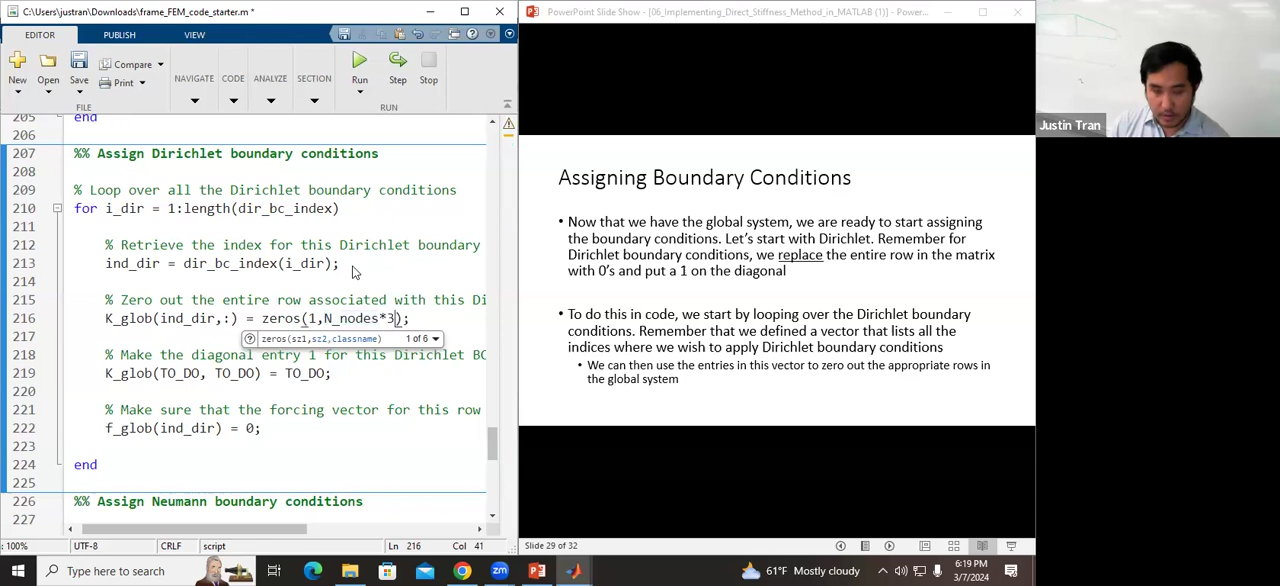 C:\Users\justran\Downloads\frame_FEM_code_starter.m *
EDITOR PUBLISH VIEW
New Open Save
Compare
Print
FILE
NAVIGATE CODE ANALYZE SECTION
Run Step Stop
RUN
205 end
206
207 %% Assign Dirichlet boundary conditions
208
209 % Loop over all the Dirichlet boundary conditions
210 for i_dir = 1:length(dir_bc_index)
211
212 % Retrieve the index for this Dirichlet boundary
213 ind_dir = dir_bc_index(i_dir);
214
215 % Zero out the entire row associated with this Di
216 K_glob(ind_dir,:) = zeros(1,N_nodes*3);
zeros(sz1,sz2,classname) 1 of 6
217
218 % Make the diagonal entry 1 for this Dirichlet BC
219 K_glob(TO_DO, TO_DO) = TO_DO;
220
221 % Make sure that the forcing vector for this row
222 f_glob(ind_dir) = 0;
223
224 end
225
226 %% Assign Neumann boundary conditions
227
: 100% UTF-8 CRLF script Ln 216 Col 41
PowerPoint Slide Show - [06_Implementing_Direct_Stiffness_Method_in_MATLAB (1)] - Power...
Assigning Boundary Conditions
• Now that we have the global system, we are ready to start assigning
the boundary conditions. Let's start with Dirichlet. Remember for
Dirichlet boundary conditions, we replace the entire row in the matrix
with 0's and put a 1 on the diagonal
• To do this in code, we start by looping over the Dirichlet boundary
conditions. Remember that we defined a vector that lists all the
indices where we wish to apply Dirichlet boundary conditions
• We can then use the entries in this vector to zero out the appropriate rows in
the global system
Slide 29 of 32
Justin Tran
Type here to search
zm
61°F Mostly cloudy
6:19 PM
3/7/2024